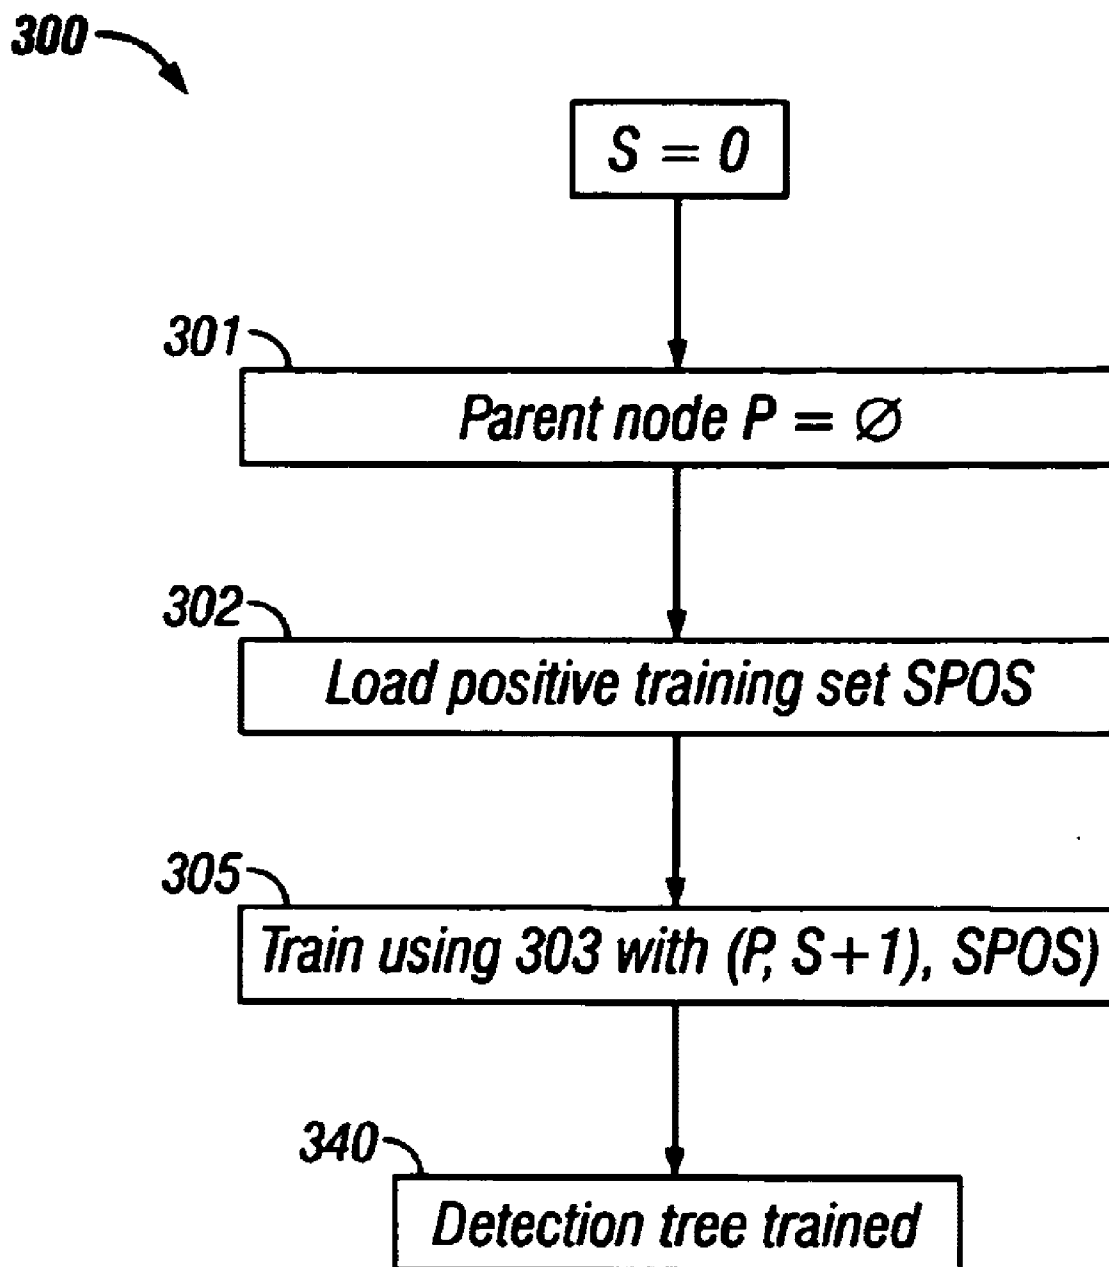 300
S = 0
301
Parent node P = ∅
302
Load positive training set SPOS
305
Train using 303 with (P, S+1), SPOS)
340
Detection tree trained